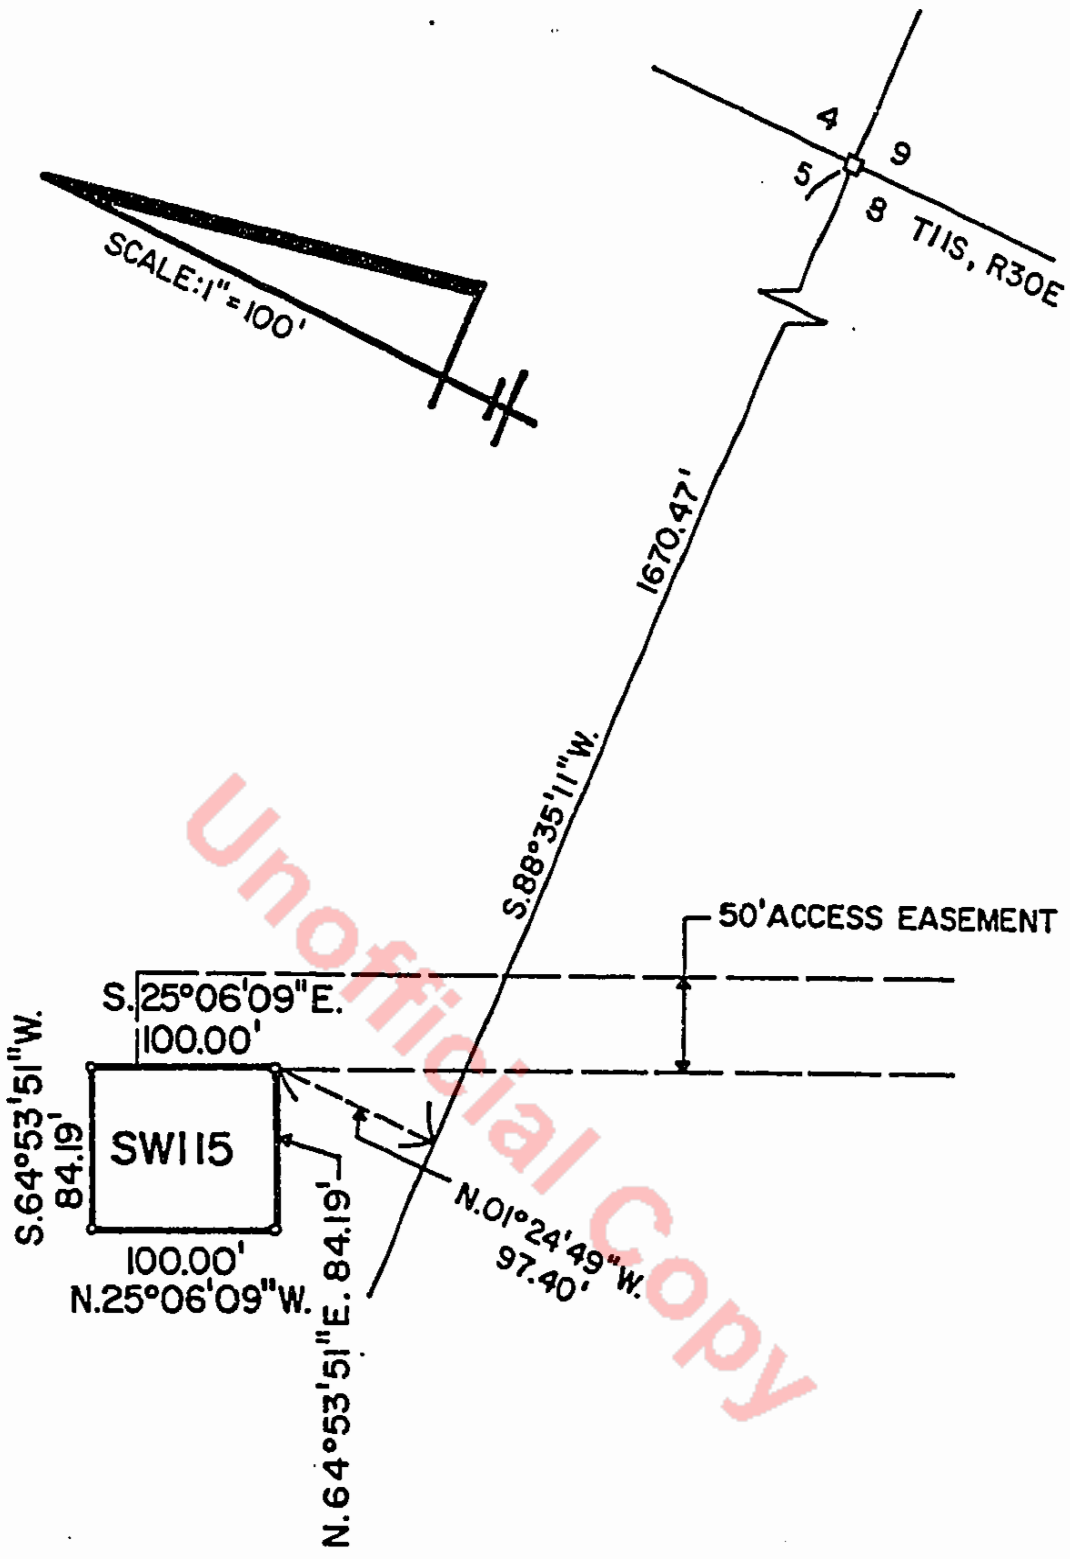 4
9
5
8 T11S, R30E
SCALE: 1" = 100'
1670.47'
S.88°35'11"W.
50' ACCESS EASEMENT
S.25°06'09"E.
100.00'
S.64°53'51"W.
84.19'
SW115
100.00'
N.25°06'09"W.
N.64°53'51"E. 84.19'
N.01°24'49"W.
97.40'
Unofficial Copy